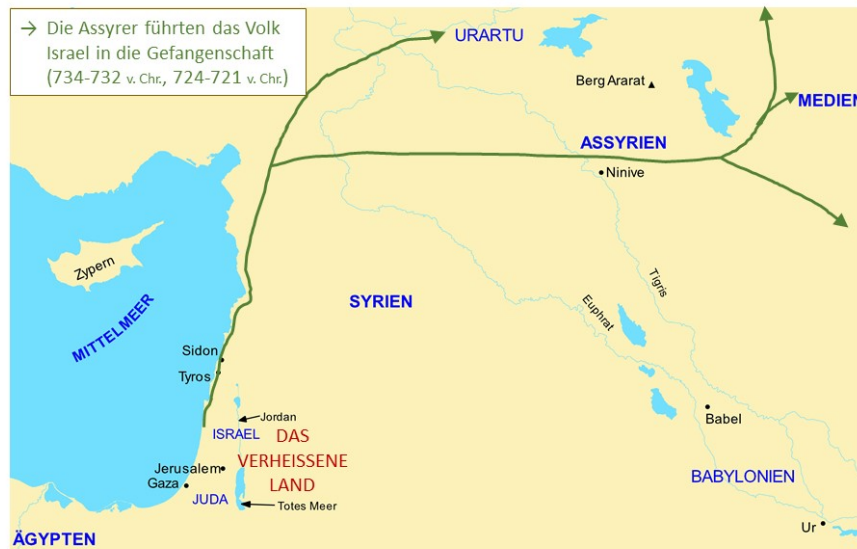 → Die Assyrer führten das Volk
Israel in die Gefangenschaft
(734-732 v. Chr., 724-721 v. Chr.)
URARTU
Berg Ararat
MEDIEN
ASSYRIEN
Ninive
Zypern
MITTELMEER
SYRIEN
Tigris
Euphrat
Sidon
Tyros
Jordan
Babel
ISRAEL
DAS
VERHEISSENE
LAND
Jerusalem
Gaza
JUDA
Totes Meer
BABYLONIEN
Ur
ÄGYPTEN